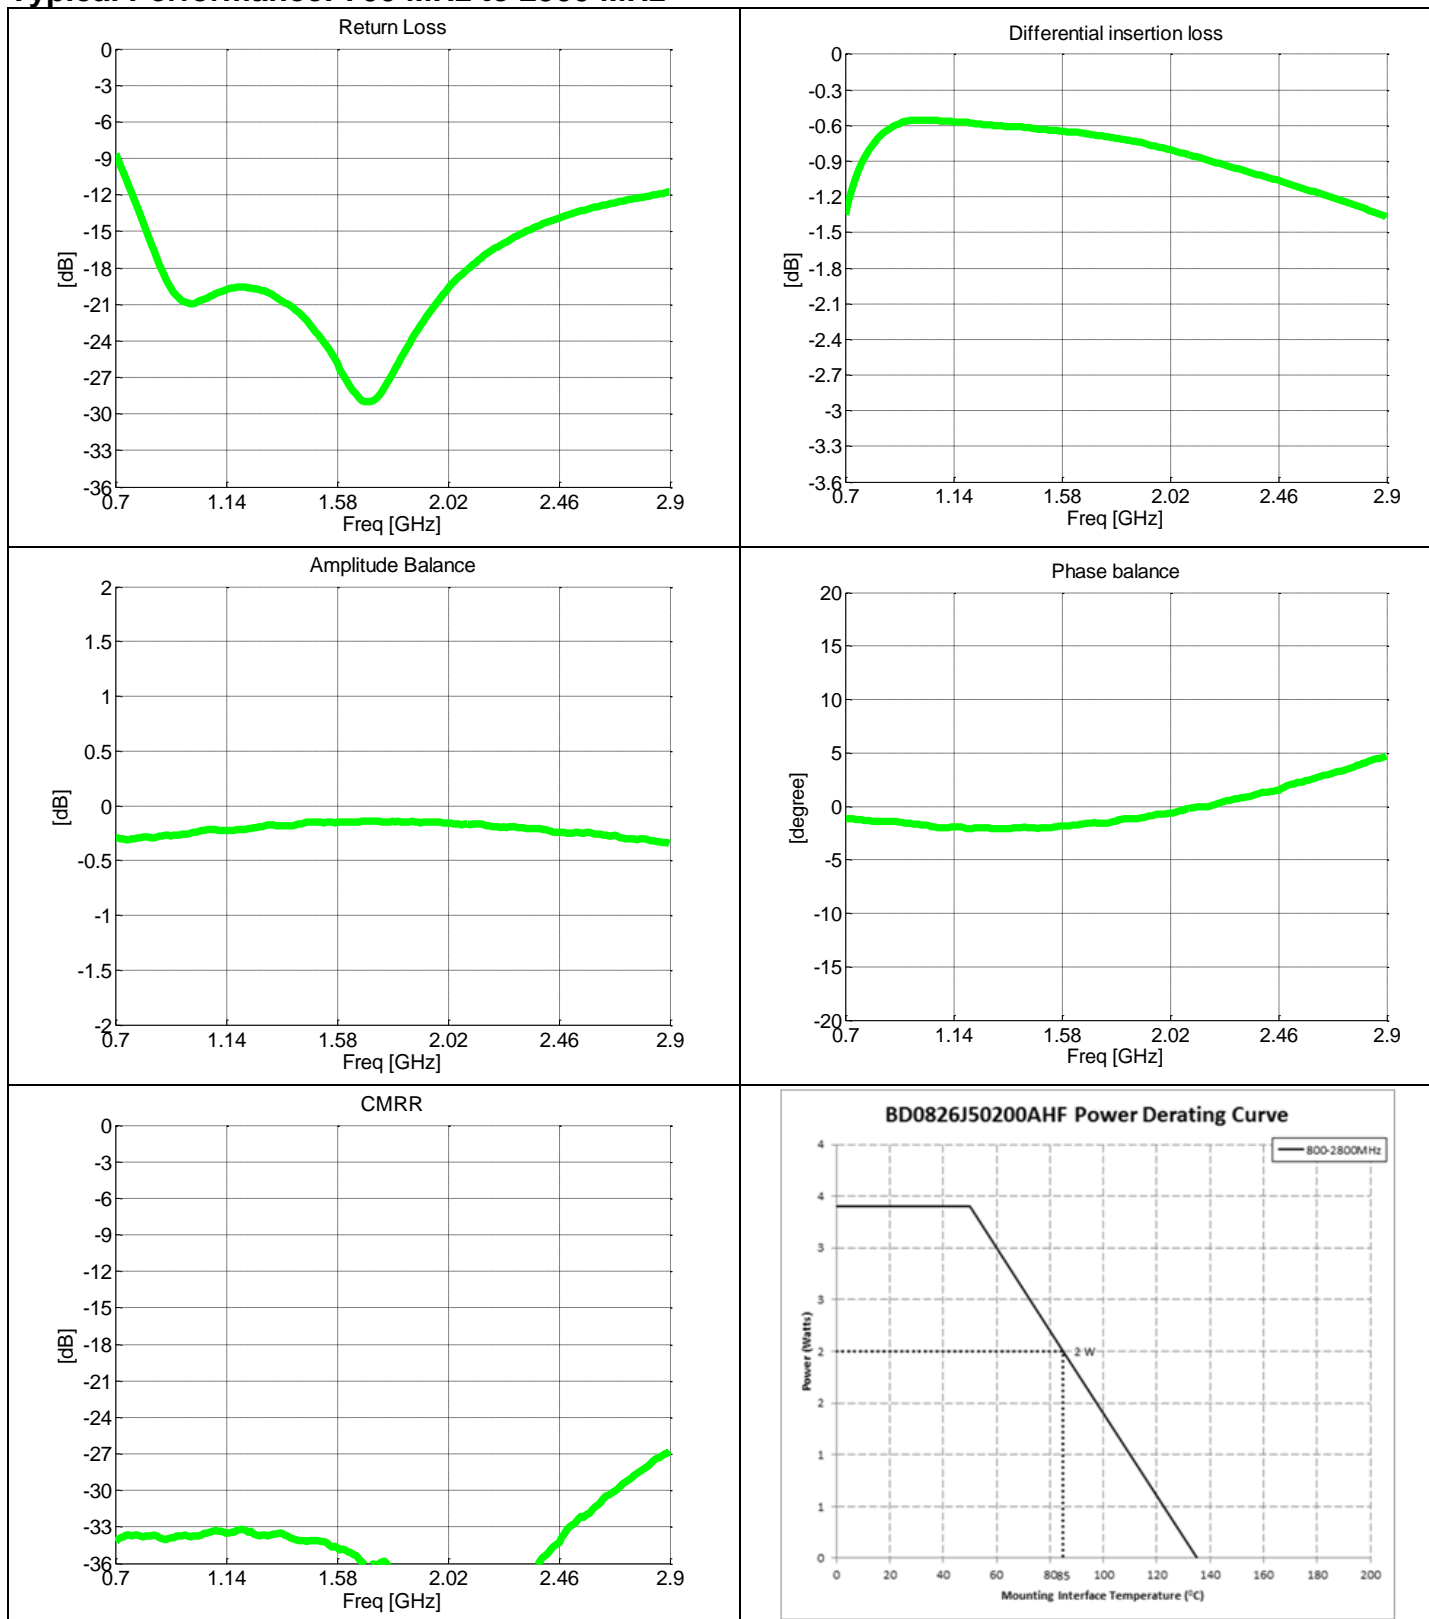 Return Loss
0
-3
-6
-9
-12
-15
-18
-21
-24
-27
-30
-33
-36
[dB]
0.7 1.14 1.58 2.02 2.46 2.9
Freq [GHz]
Differential insertion loss
0
-0.3
-0.6
-0.9
-1.2
-1.5
-1.8
-2.1
-2.4
-2.7
-3
-3.3
-3.6
[dB]
0.7 1.14 1.58 2.02 2.46 2.9
Freq [GHz]
Amplitude Balance
2
1.5
1
0.5
0
-0.5
-1
-1.5
-2
[dB]
0.7 1.14 1.58 2.02 2.46 2.9
Freq [GHz]
Phase balance
20
15
10
5
0
-5
-10
-15
-20
[degree]
0.7 1.14 1.58 2.02 2.46 2.9
Freq [GHz]
CMRR
0
-3
-6
-9
-12
-15
-18
-21
-24
-27
-30
-33
-36
[dB]
0.7 1.14 1.58 2.02 2.46 2.9
Freq [GHz]
BD0826J50200AHF Power Derating Curve
800-2800MHz
4
4
3
3
2
2
1
1
0
2 W
Power (Watts)
0 20 40 60 80 85 100 120 140 160 180 200
Mounting Interface Temperature (°C)